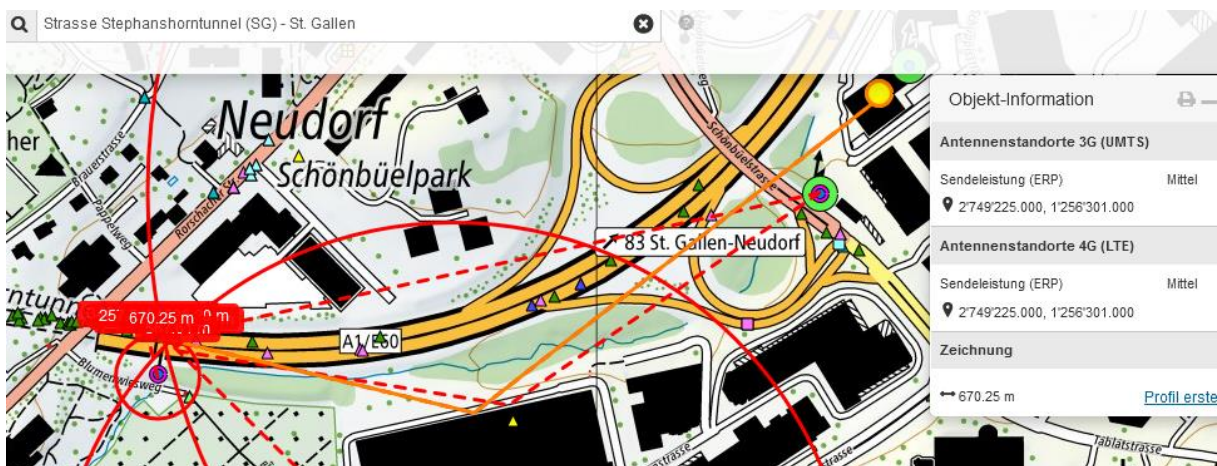 Strasse Stephanshorntunnel (SG) - St. Gallen
Objekt-Information
Antennenstandorte 3G (UMTS)
Sendeleistung (ERP) Mittel
2'749'225.000, 1'256'301.000
Antennenstandorte 4G (LTE)
Sendeleistung (ERP) Mittel
2'749'225.000, 1'256'301.000
Zeichnung
670.25 m Profil erste
Neudorf
Schönbüelpark
her
Brauerstrasse
Pappelweg
Rorschach
Schönbüelstrasse
83 St. Gallen-Neudorf
670.25 m
A1/E60
Blumenwiesweg
Tablatstrasse